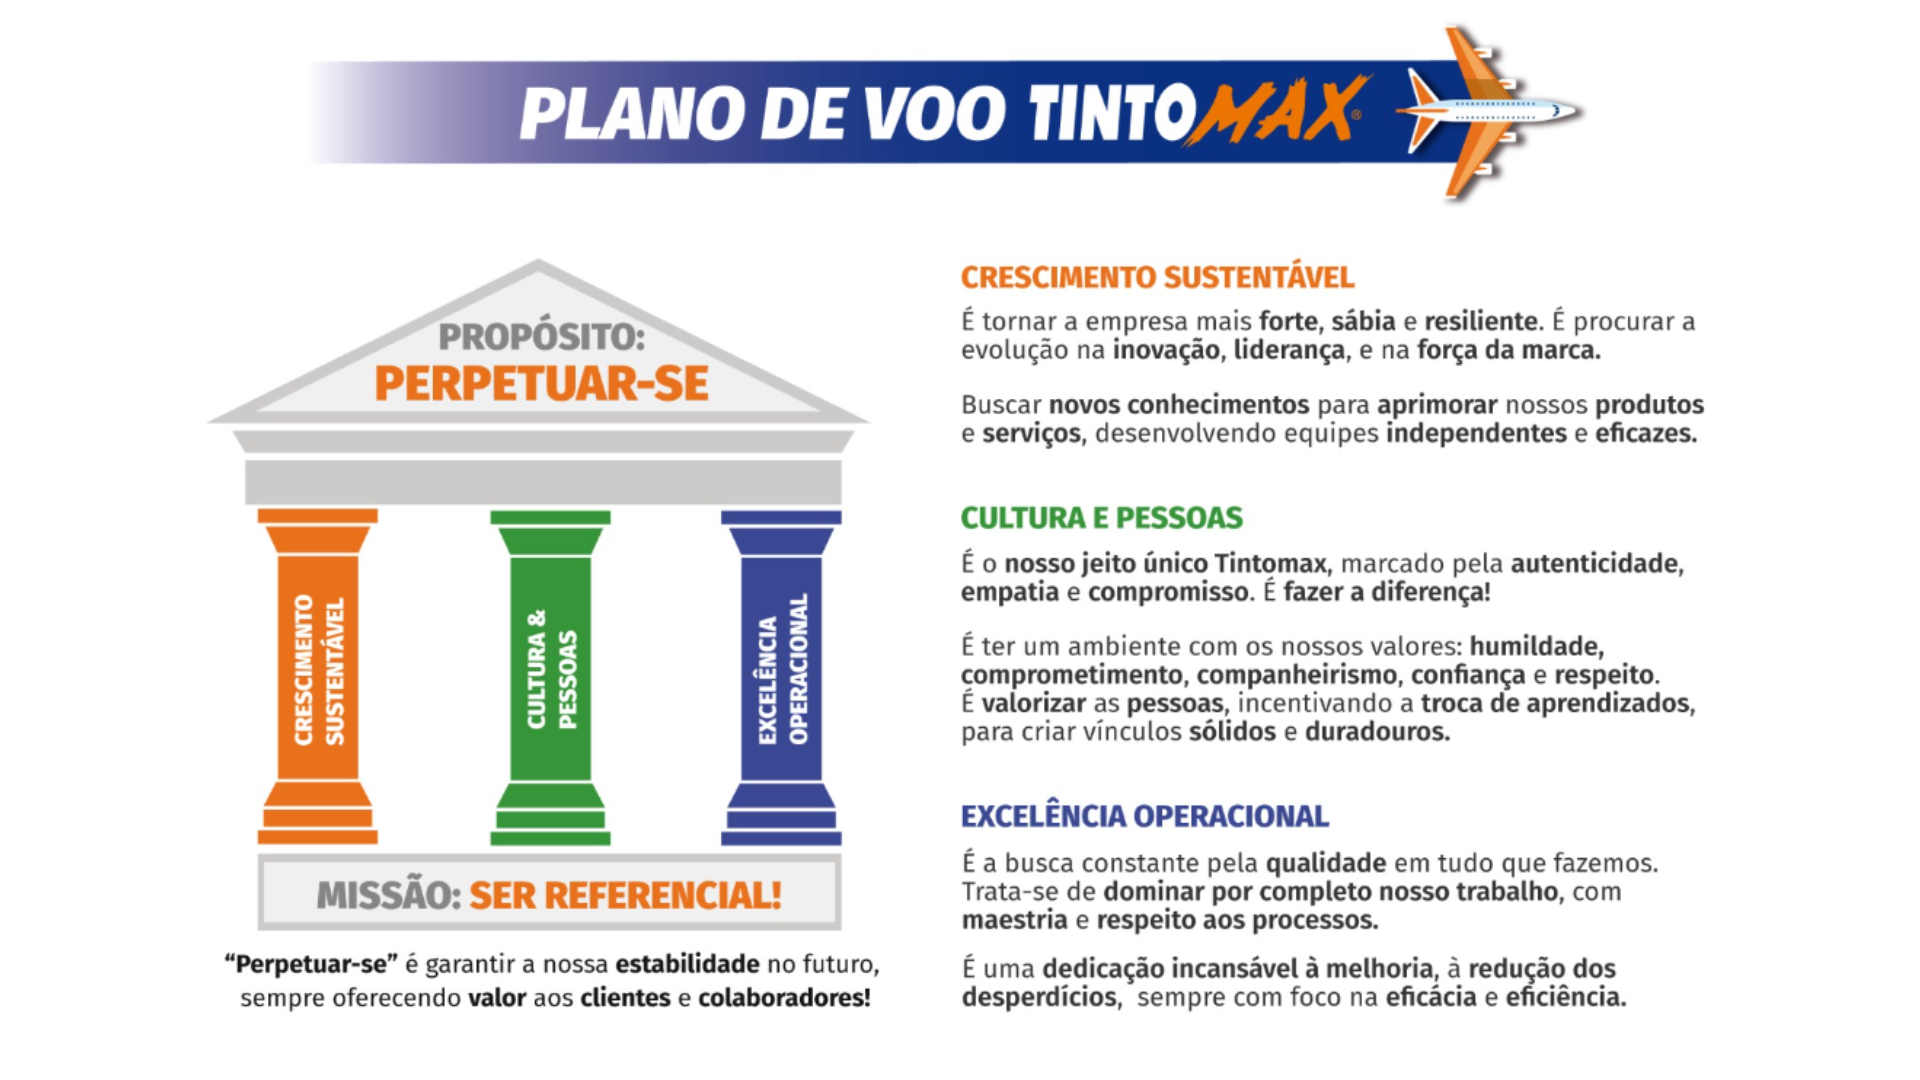 PLANO DE VOO TINTOMAX®
PROPÓSITO:
PERPETUAR-SE
CRESCIMENTO
SUSTENTÁVEL
CULTURA &
PESSOAS
EXCELÊNCIA
OPERACIONAL
MISSÃO: SER REFERENCIAL!
“Perpetuar-se” é garantir a nossa estabilidade no futuro,
sempre oferecendo valor aos clientes e colaboradores!
CRESCIMENTO SUSTENTÁVEL
É tornar a empresa mais forte, sábia e resiliente. É procurar a
evolução na inovação, liderança, e na força da marca.
Buscar novos conhecimentos para aprimorar nossos produtos
e serviços, desenvolvendo equipes independentes e eficazes.
CULTURA E PESSOAS
É o nosso jeito único Tintomax, marcado pela autenticidade,
empatia e compromisso. É fazer a diferença!
É ter um ambiente com os nossos valores: humildade,
comprometimento, companheirismo, confiança e respeito.
É valorizar as pessoas, incentivando a troca de aprendizados,
para criar vínculos sólidos e duradouros.
EXCELÊNCIA OPERACIONAL
É a busca constante pela qualidade em tudo que fazemos.
Trata-se de dominar por completo nosso trabalho, com
maestria e respeito aos processos.
É uma dedicação incansável à melhoria, à redução dos
desperdícios, sempre com foco na eficácia e eficiência.